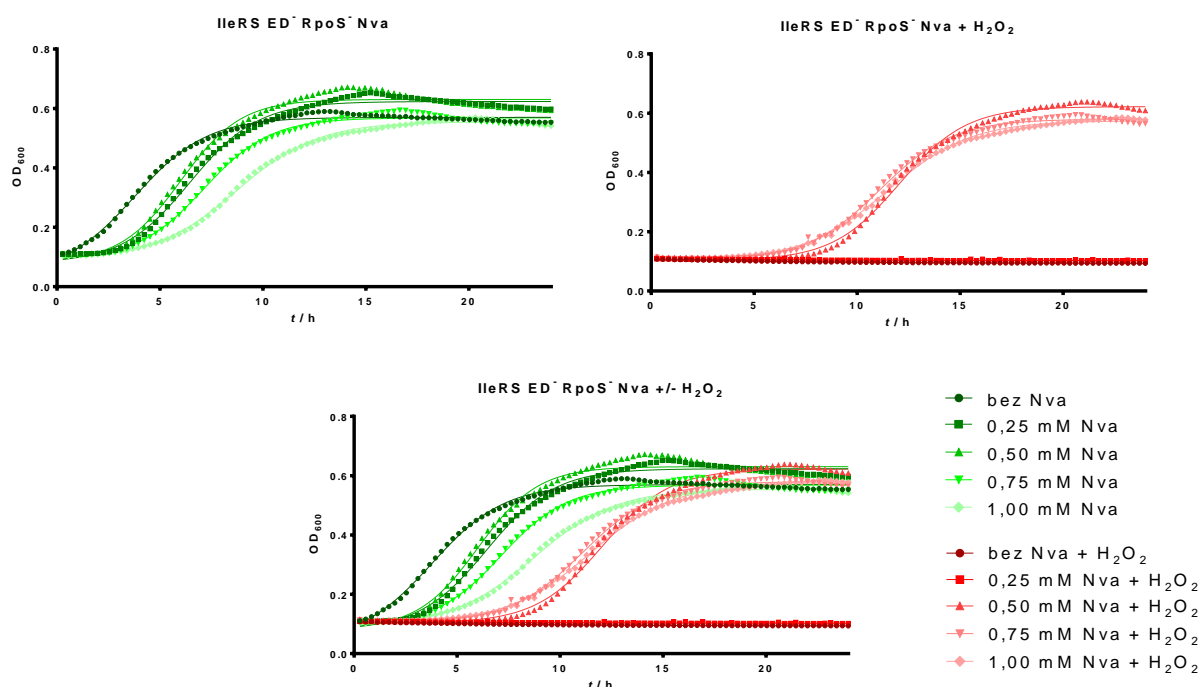 IleRS ED⁻ RpoS⁻ Nva
0.8
0.6
0.4
0.2
0.0
OD₆₀₀
0
5
10
15
20
t / h
IleRS ED⁻ RpoS⁻ Nva + H₂O₂
0.8
0.6
0.4
0.2
0.0
OD₆₀₀
0
5
10
15
20
t / h
IleRS ED⁻ RpoS⁻ Nva +/- H₂O₂
0.8
0.6
0.4
0.2
0.0
OD₆₀₀
0
5
10
15
20
t / h
bez Nva
0,25 mM Nva
0,50 mM Nva
0,75 mM Nva
1,00 mM Nva
bez Nva + H₂O₂
0,25 mM Nva + H₂O₂
0,50 mM Nva + H₂O₂
0,75 mM Nva + H₂O₂
1,00 mM Nva + H₂O₂